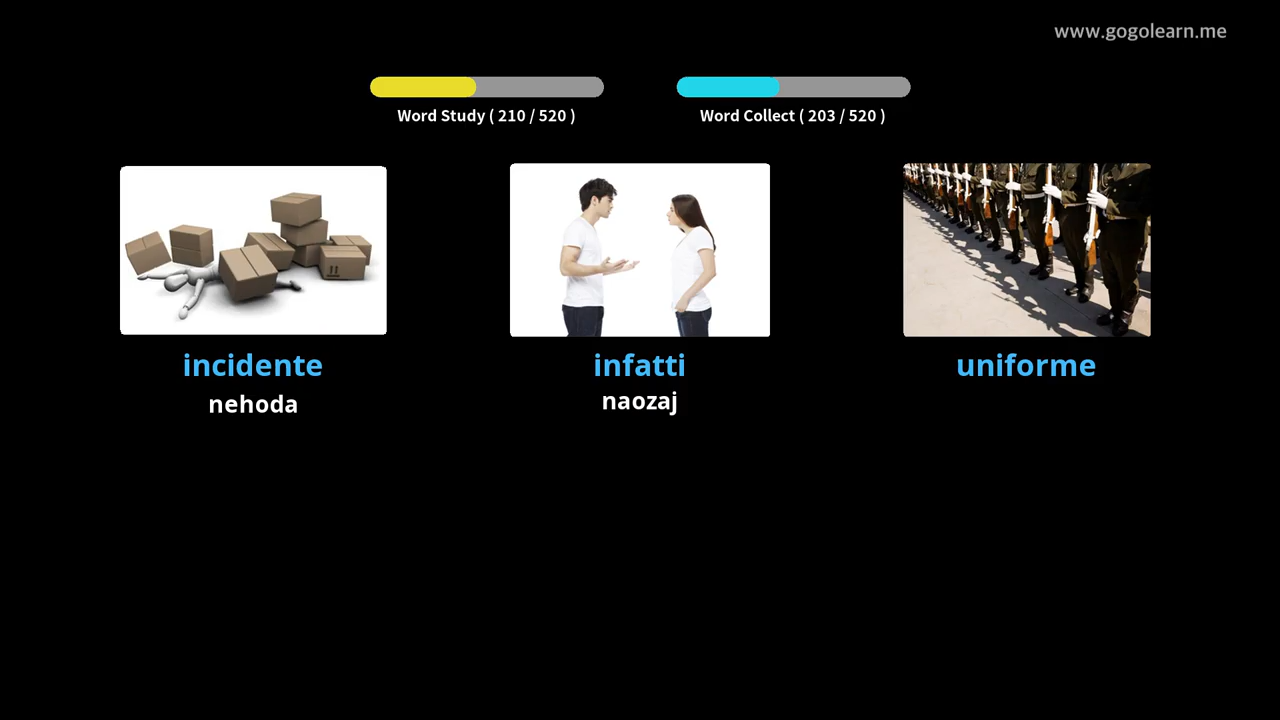 www.gogolearn.me
Word Study ( 210 / 520 )
Word Collect ( 203 / 520 )
incidente
nehoda
infatti
naozaj
uniforme